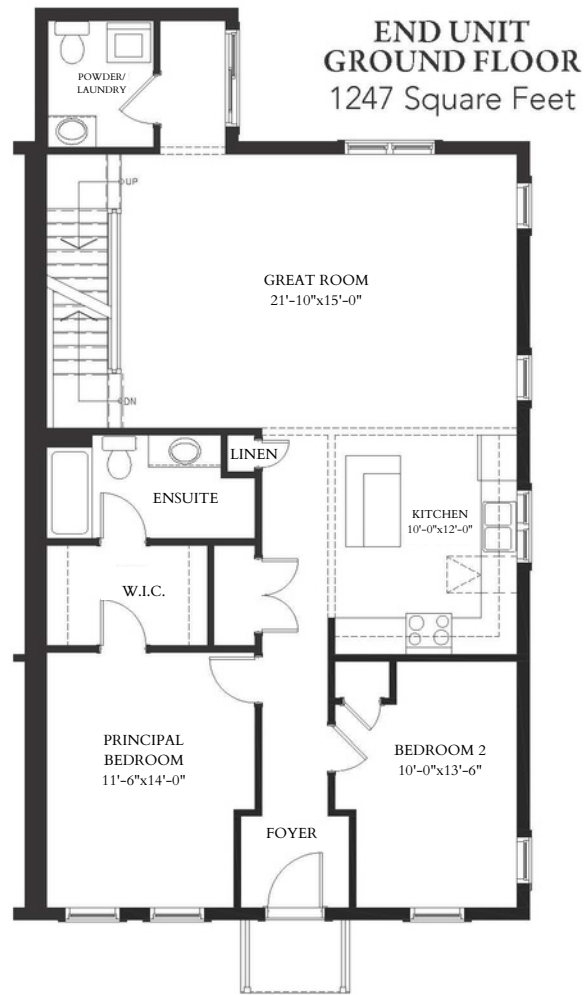 END UNIT
GROUND FLOOR
1247 Square Feet
POWDER/
LAUNDRY
UP
GREAT ROOM
21'-10"x15'-0"
DN
LINEN
ENSUITE
KITCHEN
10'-0"x12'-0"
W.I.C.
PRINCIPAL
BEDROOM
11'-6"x14'-0"
BEDROOM 2
10'-0"x13'-6"
FOYER